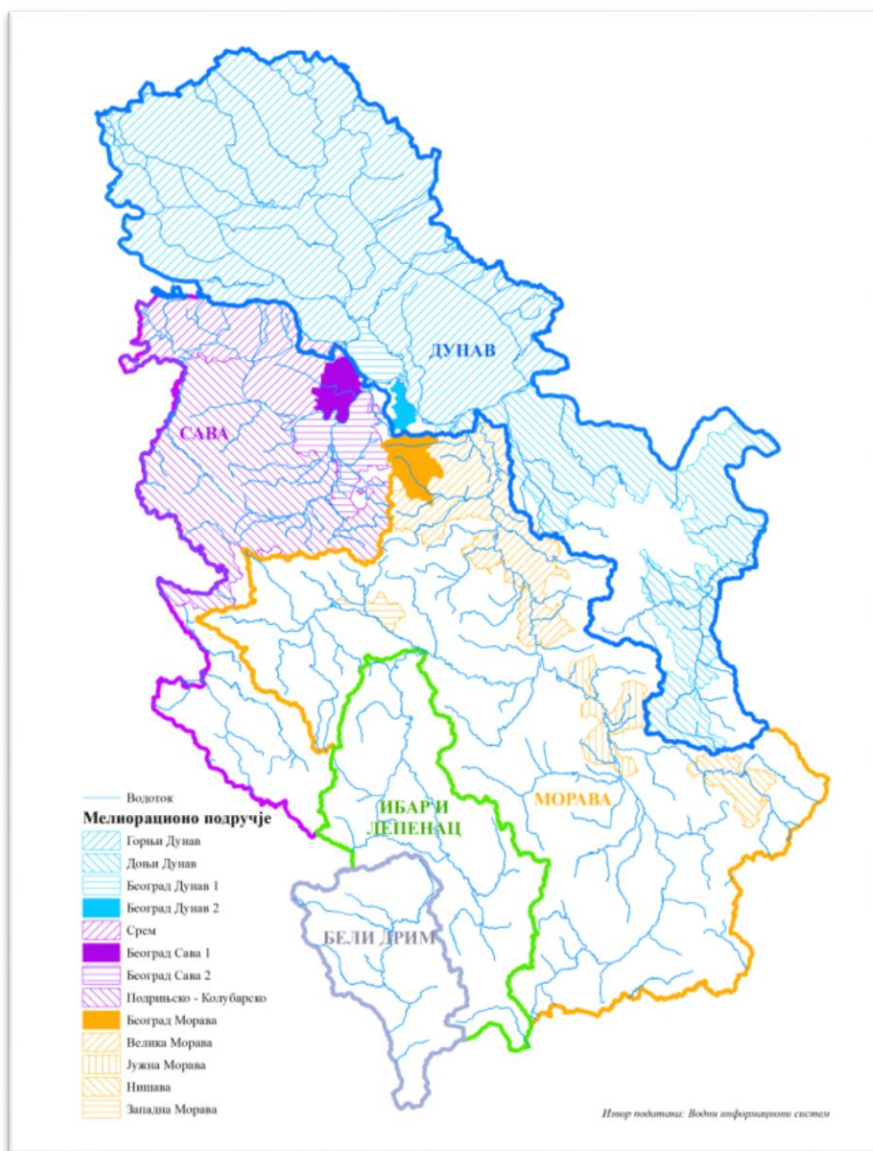 ДУНАВ
САВА
МОРАВА
ИБАР И
ЛЕПЕНАЦ
БЕЛИ ДРИМ
Водоток
Мелиорационо подручје
Горњи Дунав
Доњи Дунав
Београд Дунав 1
Београд Дунав 2
Срем
Београд Сава 1
Београд Сава 2
Подрињско - Колубарско
Београд Морава
Велика Морава
Јужна Морава
Нишава
Западна Морава
Извор података: Водни информациони систем